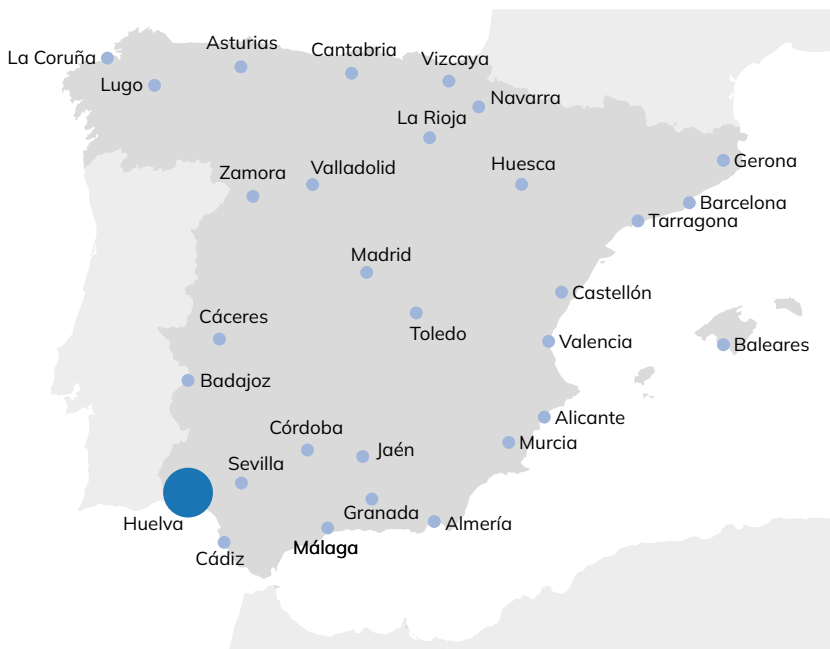 Asturias
Cantabria
La Coruña
Vizcaya
Lugo
Navarra
La Rioja
Gerona
Huesca
Valladolid
Zamora
Barcelona
Tarragona
Madrid
Castellón
Cáceres
Toledo
Valencia
Baleares
Badajoz
Alicante
Córdoba
Murcia
Jaén
Sevilla
Granada
Huelva
Almería
Málaga
Cádiz